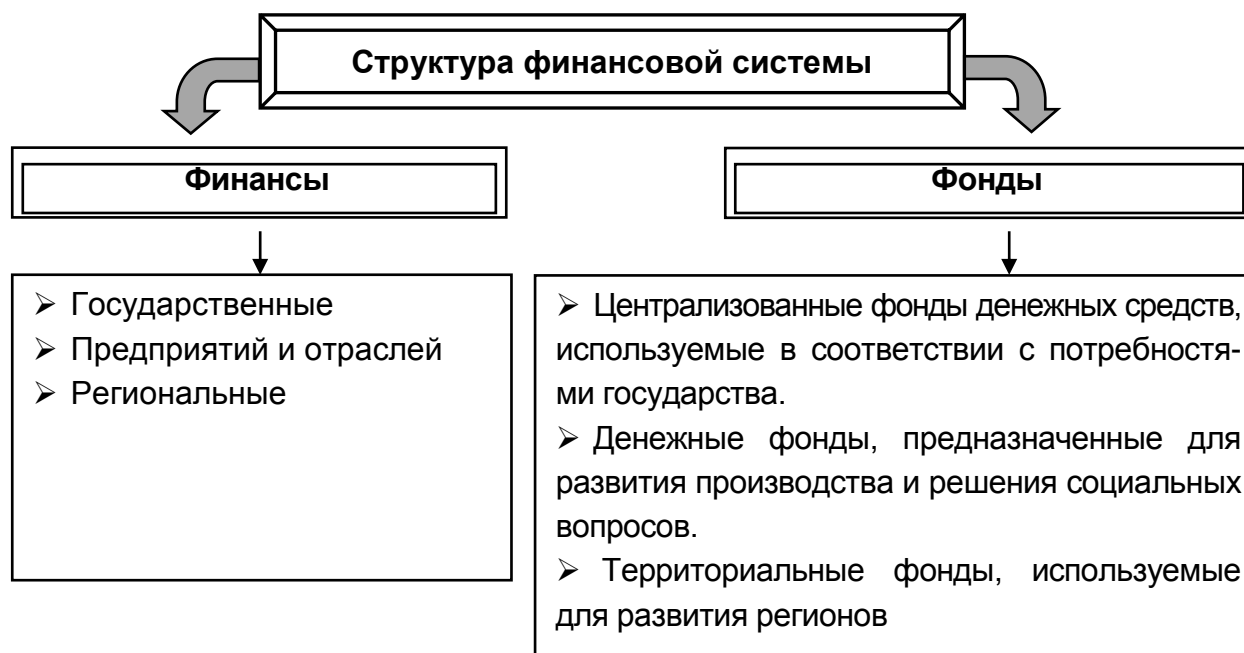 Структура финансовой системы
Финансы
Фонды
➢ Государственные
➢ Предприятий и отраслей
➢ Региональные
➢ Централизованные фонды денежных средств,
используемые в соответствии с потребностя-
ми государства.
➢ Денежные фонды, предназначенные для
развития производства и решения социальных
вопросов.
➢ Территориальные фонды, используемые
для развития регионов